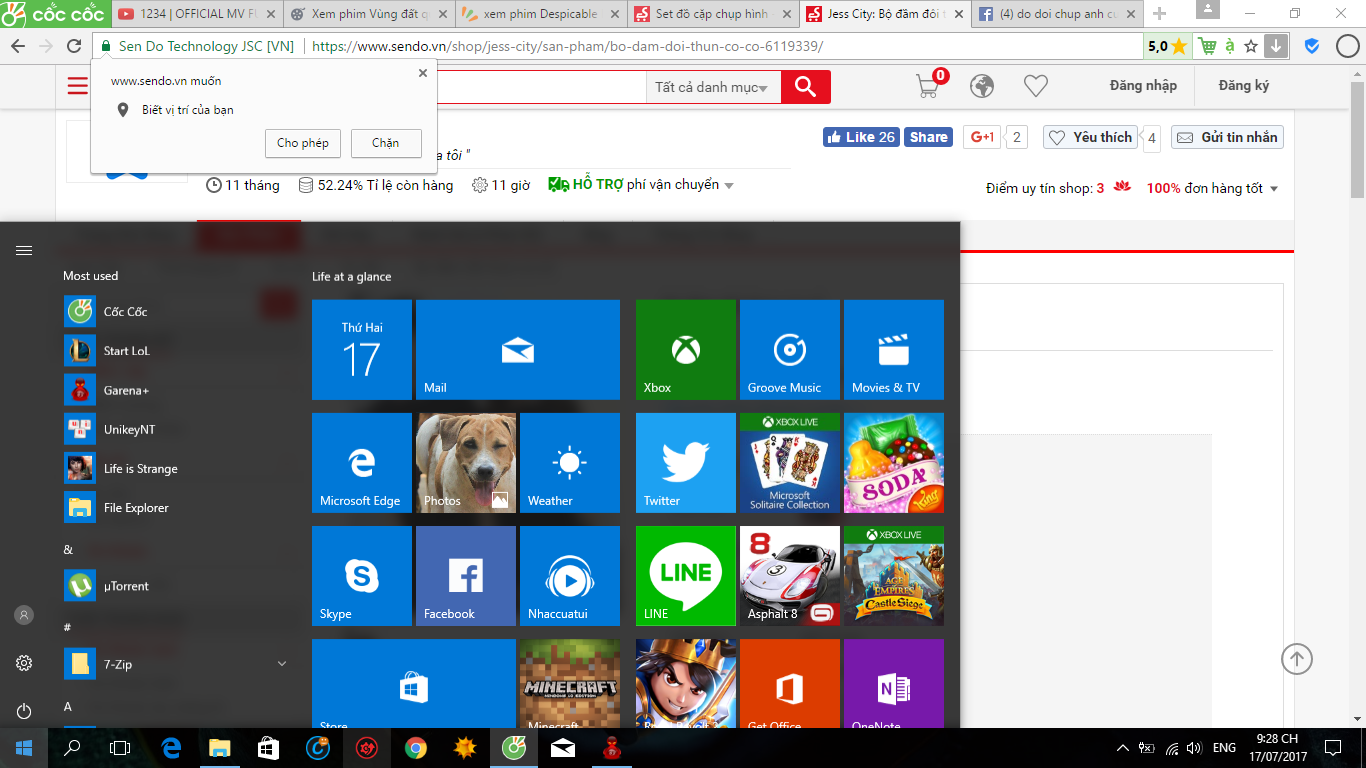 CỐC CỐC
1234 | OFFICIAL MV FU
Xem phim Vùng đất q
xem phim Despicable
Set đồ cặp chụp hình
Jess City: Bộ đầm đôi t
(4) do doi chup anh cu
Sen Do Technology JSC [VN]
https://www.sendo.vn/shop/jess-city/san-pham/bo-dam-doi-thun-co-co-6119339/
5,0
www.sendo.vn muốn
Biết vị trí của bạn
Cho phép
Chặn
Tất cả danh mục
0
Đăng nhập
Đăng ký
a tôi "
Like 26
Share
G+1
2
Yêu thích
4
Gửi tin nhắn
11 tháng
52.24% Tỉ lệ còn hàng
11 giờ
HỖ TRỢ phí vận chuyển
Điểm uy tín shop: 3
100% đơn hàng tốt
Most used
Cốc Cốc
Start LoL
Garena+
UnikeyNT
Life is Strange
File Explorer
&
µTorrent
#
7-Zip
A
Life at a glance
Thứ Hai
17
Mail
Xbox
Groove Music
Movies & TV
Microsoft Edge
Photos
Weather
Twitter
XBOX LIVE
Microsoft
Solitaire Collection
SODA
King
Skype
Facebook
Nhaccuatui
LINE
LINE
8
3
Asphalt 8
XBOX LIVE
AGE
EMPIRES
Castle Siege
Store
MINECRAFT
WINDOWS 10 EDITION
Minecraft
Get Office
OneNote
ENG
9:28 CH
17/07/2017